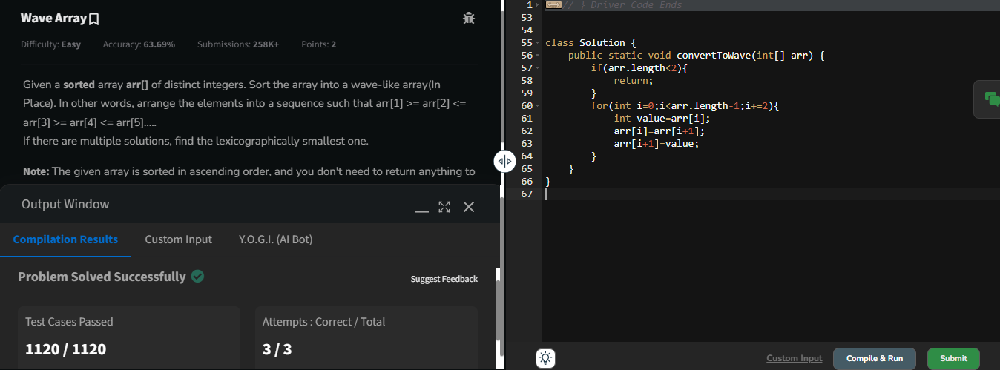 Wave Array
Difficulty: Easy Accuracy: 63.69% Submissions: 258K+ Points: 2
Given a sorted array arr[] of distinct integers. Sort the array into a wave-like array(In
Place). In other words, arrange the elements into a sequence such that arr[1] >= arr[2] <=
arr[3] >= arr[4] <= arr[5].....
If there are multiple solutions, find the lexicographically smallest one.
Note: The given array is sorted in ascending order, and you don't need to return anything to
Output Window
Compilation Results Custom Input Y.O.G.I. (AI Bot)
Problem Solved Successfully
Suggest Feedback
Test Cases Passed
1120 / 1120
Attempts : Correct / Total
3 / 3
1 // } Driver Code Ends
53
54
55 class Solution {
56 public static void convertToWave(int[] arr) {
57 if(arr.length<2){
58 return;
59 }
60 for(int i=0;i<arr.length-1;i+=2){
61 int value=arr[i];
62 arr[i]=arr[i+1];
63 arr[i+1]=value;
64 }
65 }
66 }
67
Custom Input Compile & Run Submit